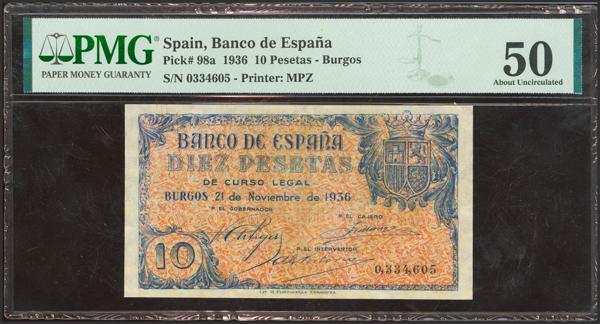 PMG
PAPER MONEY GUARANTY
Spain, Banco de España
Pick# 98a 1936 10 Pesetas - Burgos
S/N 0334605 - Printer: MPZ
50
About Uncirculated
BANCO DE ESPAÑA
DIEZ PESETAS
DE CURSO LEGAL
BURGOS 21 de Noviembre de 1936
P. EL GOBERNADOR
P. EL CAJERO
P. EL INTERVENTOR
10
0,334,605